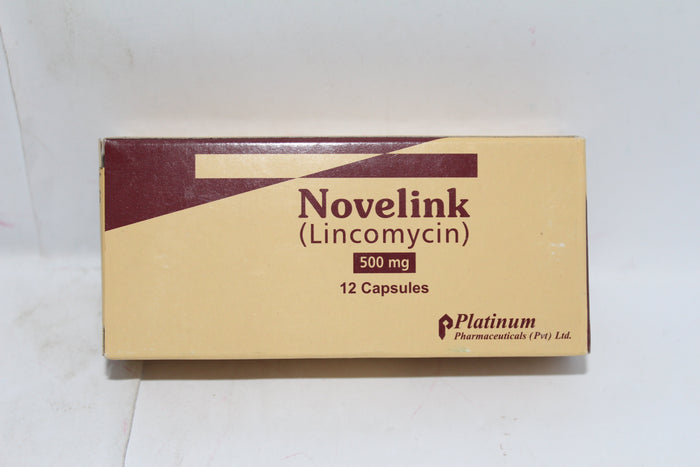 Novelink
(Lincomycin)
500 mg
12 Capsules
Platinum
Pharmaceuticals (Pvt) Ltd.